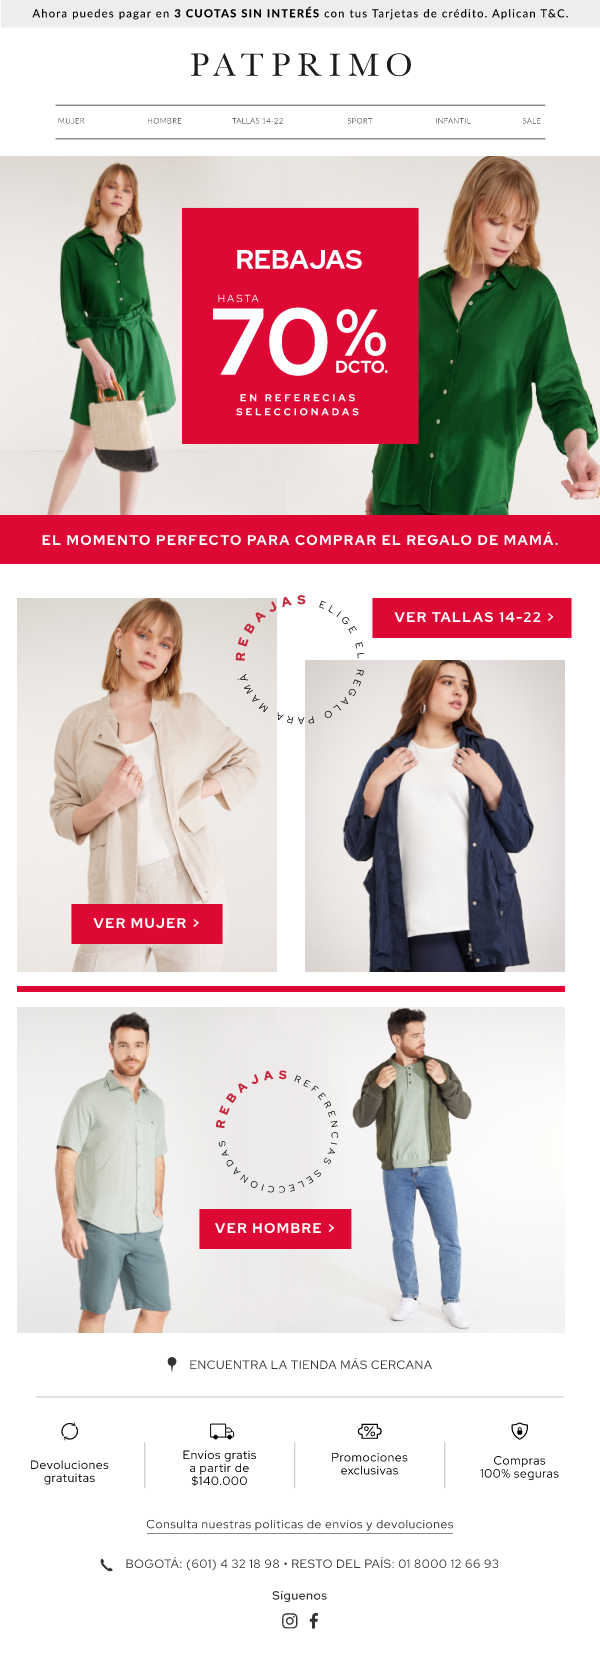 Ahora puedes pagar en 3 CUOTAS SIN INTERÉS con tus Tarjetas de crédito. Aplican T&C.
PATPRIMO
MUJER HOMBRE TALLAS 14-22 SPORT INFANTIL SALE
REBAJAS
HASTA
70% DCTO.
EN REFERECIAS
SELECCIONADAS
EL MOMENTO PERFECTO PARA COMPRAR EL REGALO DE MAMÁ.
REBAJAS ELIGE EL REGALO PARA MAMÁ
VER TALLAS 14-22 >
VER MUJER >
REBAJAS REFERENCIAS SELECCIONADAS
VER HOMBRE >
ENCUENTRA LA TIENDA MÁS CERCANA
Devoluciones
gratuitas
Envíos gratis
a partir de
$140.000
Promociones
exclusivas
Compras
100% seguras
Consulta nuestras politicas de envios y devoluciones
BOGOTÁ: (601) 4 32 18 98 • RESTO DEL PAÍS: 01 8000 12 66 93
Síguenos